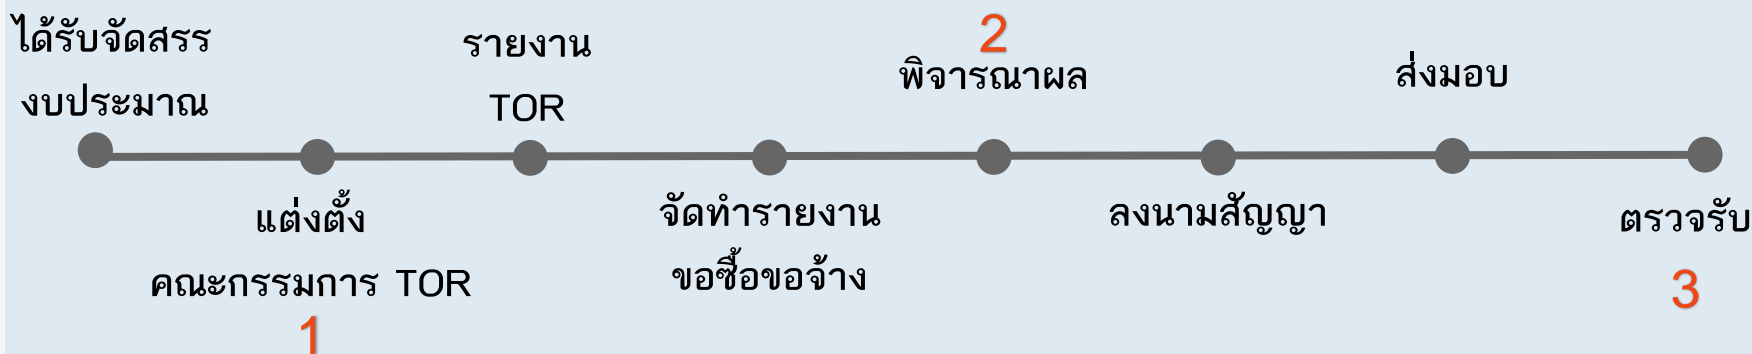 ได้รับจัดสรร
งบประมาณ
แต่งตั้ง
คณะกรรมการ TOR
1
รายงาน
TOR
จัดทำรายงาน
ขอซื้อขอจ้าง
2
พิจารณาผล
ลงนามสัญญา
ส่งมอบ
ตรวจรับ
3